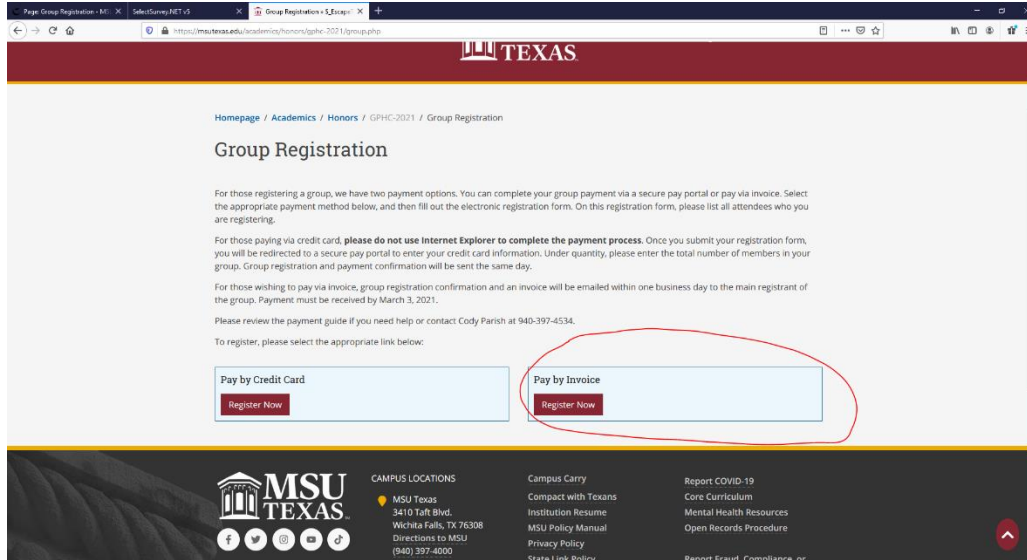 Page: Group Registration • MS
SelectSurvey.NET v5
Group Registration « S_Escape
https://msutexas.edu/academics/honors/gphc-2021/group.php
TEXAS
Homepage / Academics / Honors / GPHC-2021 / Group Registration
Group Registration
For those registering a group, we have two payment options. You can complete your group payment via a secure pay portal or pay via invoice. Select
the appropriate payment method below, and then fill out the electronic registration form. On this registration form, please list all attendees who you
are registering.
For those paying via credit card, please do not use Internet Explorer to complete the payment process. Once you submit your registration form,
you will be redirected to a secure pay portal to enter your credit card information. Under quantity, please enter the total number of members in your
group. Group registration and payment confirmation will be sent the same day.
For those wishing to pay via invoice, group registration confirmation and an invoice will be emailed within one business day to the main registrant of
the group. Payment must be received by March 3, 2021.
Please review the payment guide if you need help or contact Cody Parish at 940-397-4534.
To register, please select the appropriate link below:
Pay by Credit Card
Register Now
Pay by Invoice
Register Now
MSU
TEXAS
CAMPUS LOCATIONS
MSU Texas
3410 Taft Blvd.
Wichita Falls, TX 76308
Directions to MSU
(940) 397-4000
Campus Carry
Compact with Texans
Institution Resume
MSU Policy Manual
Privacy Policy
State Link Policy
Report COVID-19
Core Curriculum
Mental Health Resources
Open Records Procedure
Report Fraud, Compliance, or